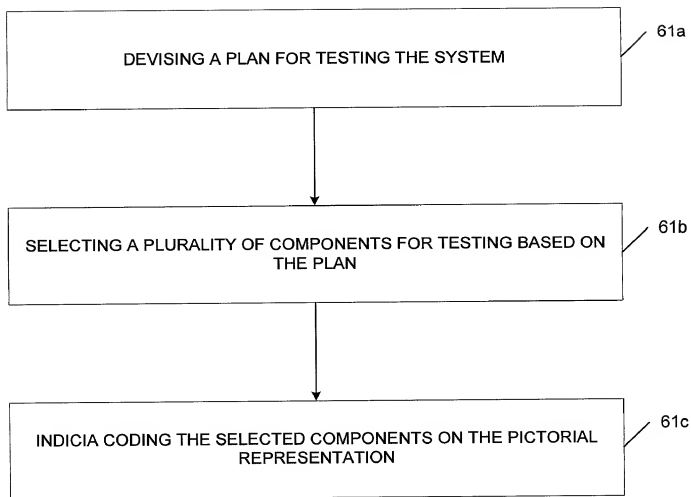 61a
DEVISING A PLAN FOR TESTING THE SYSTEM
61b
SELECTING A PLURALITY OF COMPONENTS FOR TESTING BASED ON
THE PLAN
61c
INDICIA CODING THE SELECTED COMPONENTS ON THE PICTORIAL
REPRESENTATION